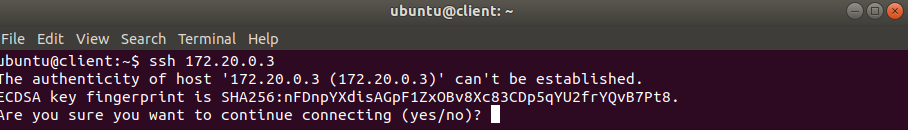 ubuntu@client: ~
File Edit View Search Terminal Help
ubuntu@client:~$ ssh 172.20.0.3
The authenticity of host '172.20.0.3 (172.20.0.3)' can't be established.
ECDSA key fingerprint is SHA256:nFDnpYXdisAGpF1ZxOBv8Xc83CDp5qYU2frYQvB7Pt8.
Are you sure you want to continue connecting (yes/no)?